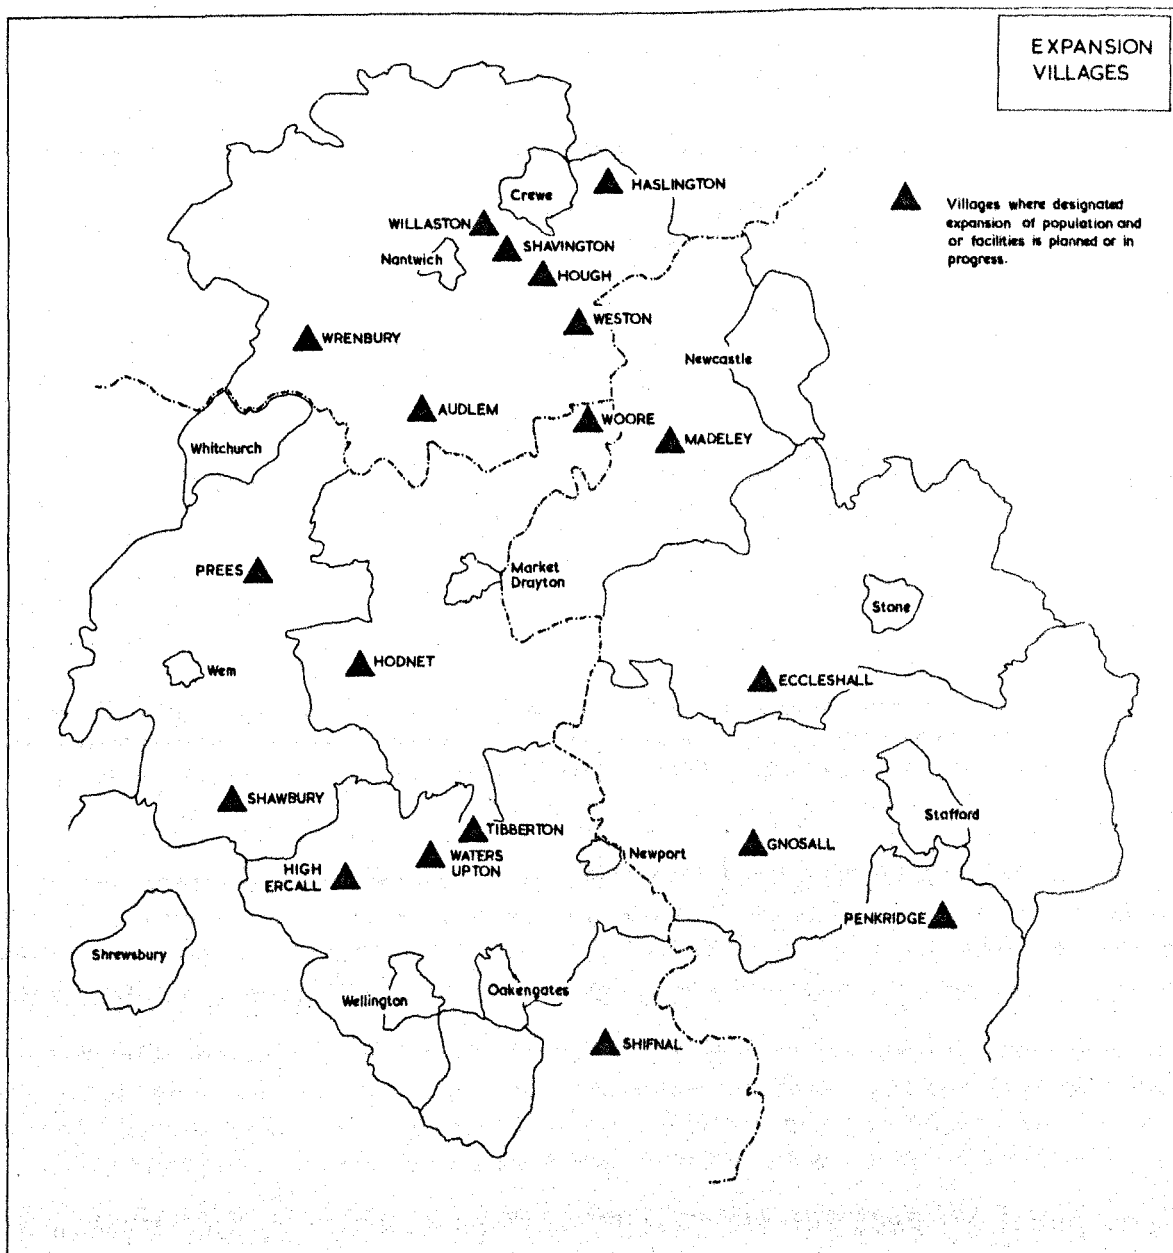 EXPANSION
VILLAGES
Villages where designated
expansion of population and
or facilities is planned or in
progress.
HASLINGTON
Crewe
WILLASTON
SHAVINGTON
Nantwich
HOUGH
WESTON
WRENBURY
Newcastle
AUDLEM
WOORE
MADELEY
Whitchurch
PREES
Market
Drayton
Stone
HODNET
Wem
ECCLESHALL
SHAWBURY
Stafford
TIBBERTON
WATERS
UPTON
Newport
GNOSALL
HIGH
ERCALL
PENKRIDGE
Shrewsbury
Wellington
Oakengates
SHIFNAL